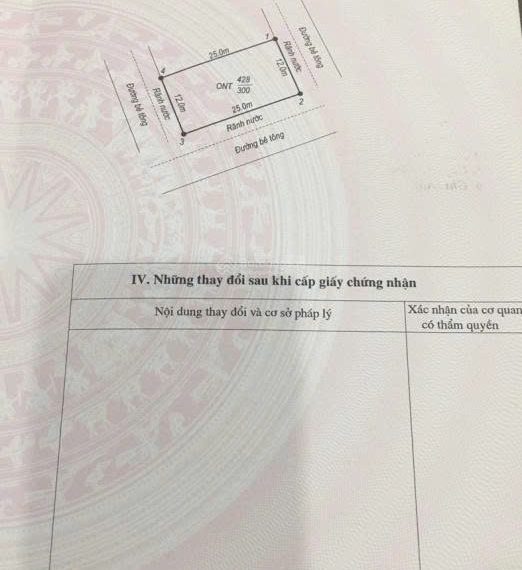 1
Đường bê tông
Rãnh nước
25.0m
4
12.0m
ONT 428
300
12.0m
Rãnh nước
Đường bê tông
25.0m
2
Rãnh nước
3
Đường bê tông
IV. Những thay đổi sau khi cấp giấy chứng nhận
Nội dung thay đổi và cơ sở pháp lý
Xác nhận của cơ quan
có thẩm quyền